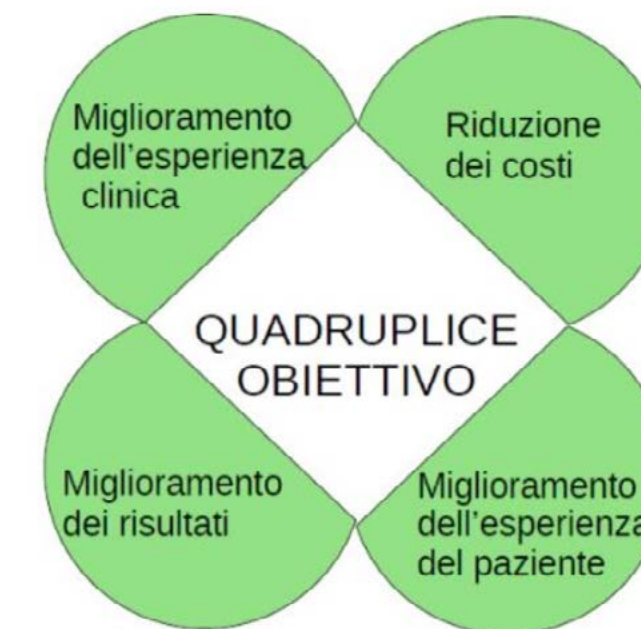 Miglioramento
dell'esperienza
clinica
Riduzione
dei costi
QUADRUPLICE
OBIETTIVO
Miglioramento
dei risultati
Miglioramento
dell'esperienza
del paziente